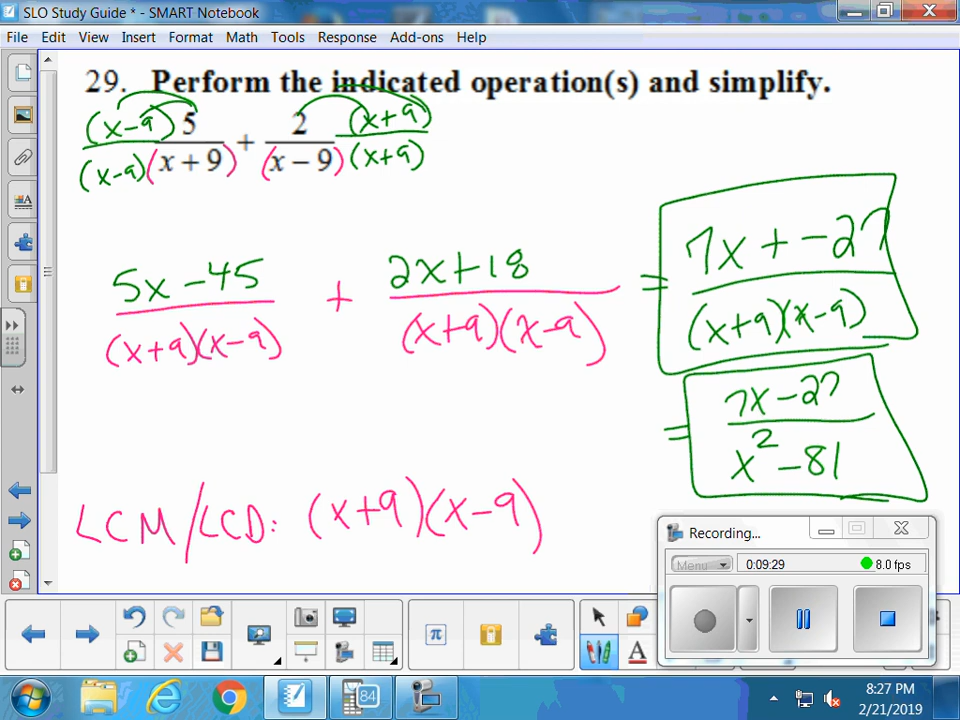 SLO Study Guide * - SMART Notebook
File Edit View Insert Format Math Tools Response Add-ons Help
29. Perform the indicated operation(s) and simplify.
(x-9) 5 2 (x+9)
+
(x-9) (x + 9) (x - 9) (x+9)
5x - 45 + 2x + 18 = 7x + -27
(x+9)(x-9) (x+9)(x-9) (x+9)(x-9)
= 7x - 27
x² - 81
LCM/LCD: (x+9)(x-9)
Recording...
Menu 0:09:29 8.0 fps
π
A
84
8:27 PM
2/21/2019